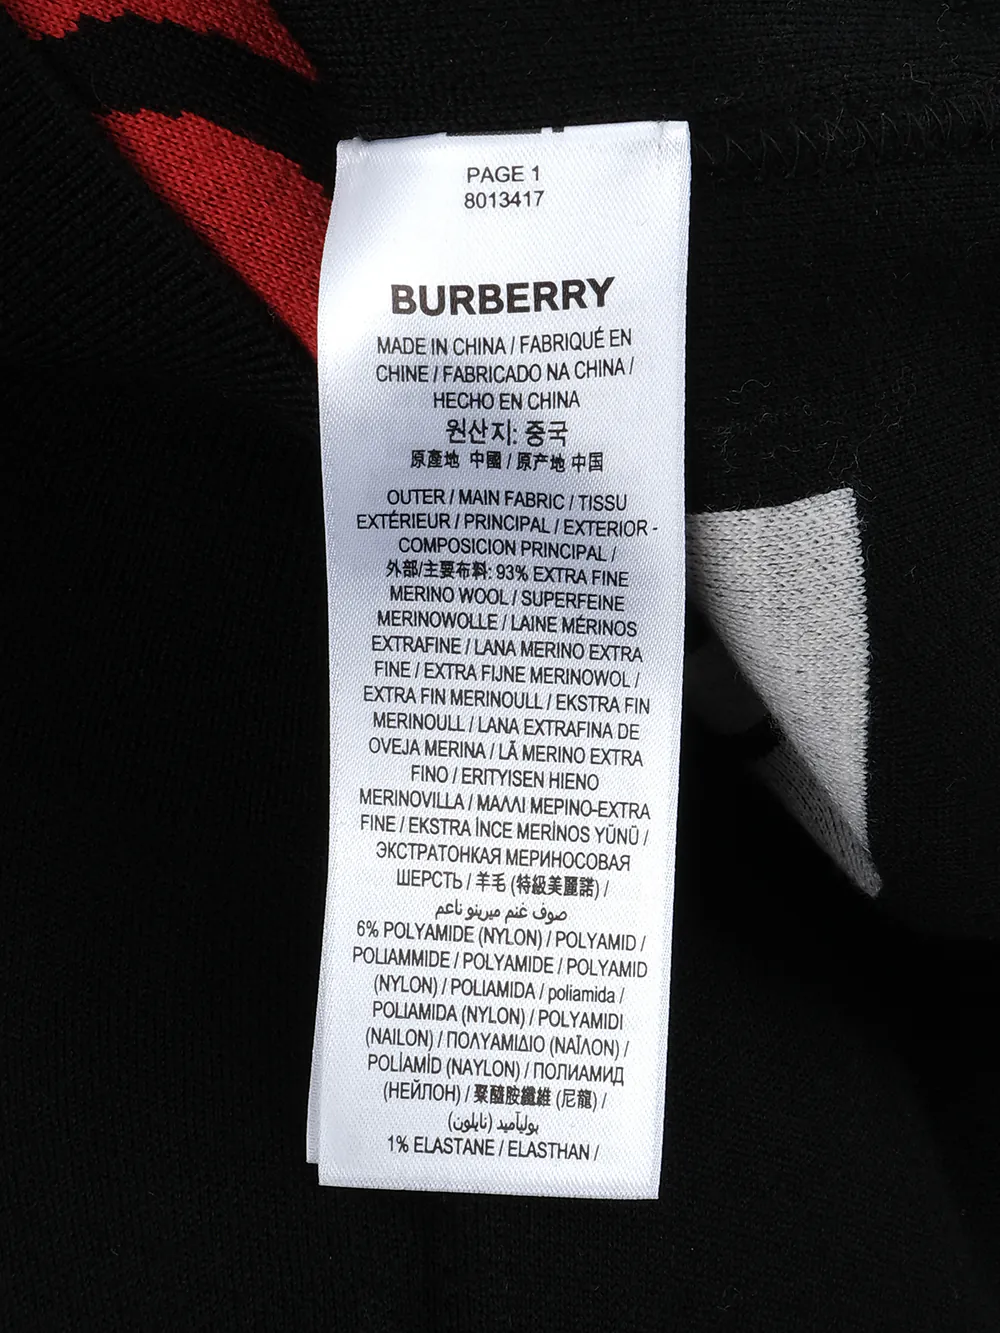 PAGE 1
8013417
BURBERRY
MADE IN CHINA / FABRIQUÉ EN
CHINE / FABRICADO NA CHINA /
HECHO EN CHINA
원산지: 중국
原產地 中國 / 原产地 中国
OUTER / MAIN FABRIC / TISSU
EXTÉRIEUR / PRINCIPAL / EXTERIOR -
COMPOSICION PRINCIPAL /
外部/主要布料: 93% EXTRA FINE
MERINO WOOL / SUPERFEINE
MERINOWOLLE / LAINE MÉRINOS
EXTRAFINE / LANA MERINO EXTRA
FINE / EXTRA FIJNE MERINOWOL /
EXTRA FIN MERINOULL / EKSTRA FIN
MERINOULL / LANA EXTRAFINA DE
OVEJA MERINA / LÃ MERINO EXTRA
FINO / ERITYISEN HIENO
MERINOVILLA / ΜΑΛΛΙ ΜΕΡΙΝΟ-EXTRA
FINE / EKSTRA İNCE MERİNOS YÜNÜ /
ЭКСТРАТОНКАЯ МЕРИНОСОВАЯ
ШЕРСТЬ / 羊毛 (特級美麗諾) /
صوف غنم ميرينو ناعم
6% POLYAMIDE (NYLON) / POLYAMID /
POLIAMMIDE / POLYAMIDE / POLYAMID
(NYLON) / POLIAMIDA / poliamida /
POLIAMIDA (NYLON) / POLYAMIDI
(NAILON) / ΠΟΛΥΑΜΙΔΙΟ (ΝΑΪΛΟΝ) /
POLİAMİD (NAYLON) / ПОЛИАМИД
(НЕЙЛОН) / 聚醯胺纖維 (尼龍) /
بوليآميد (نايلون)
1% ELASTANE / ELASTHAN /